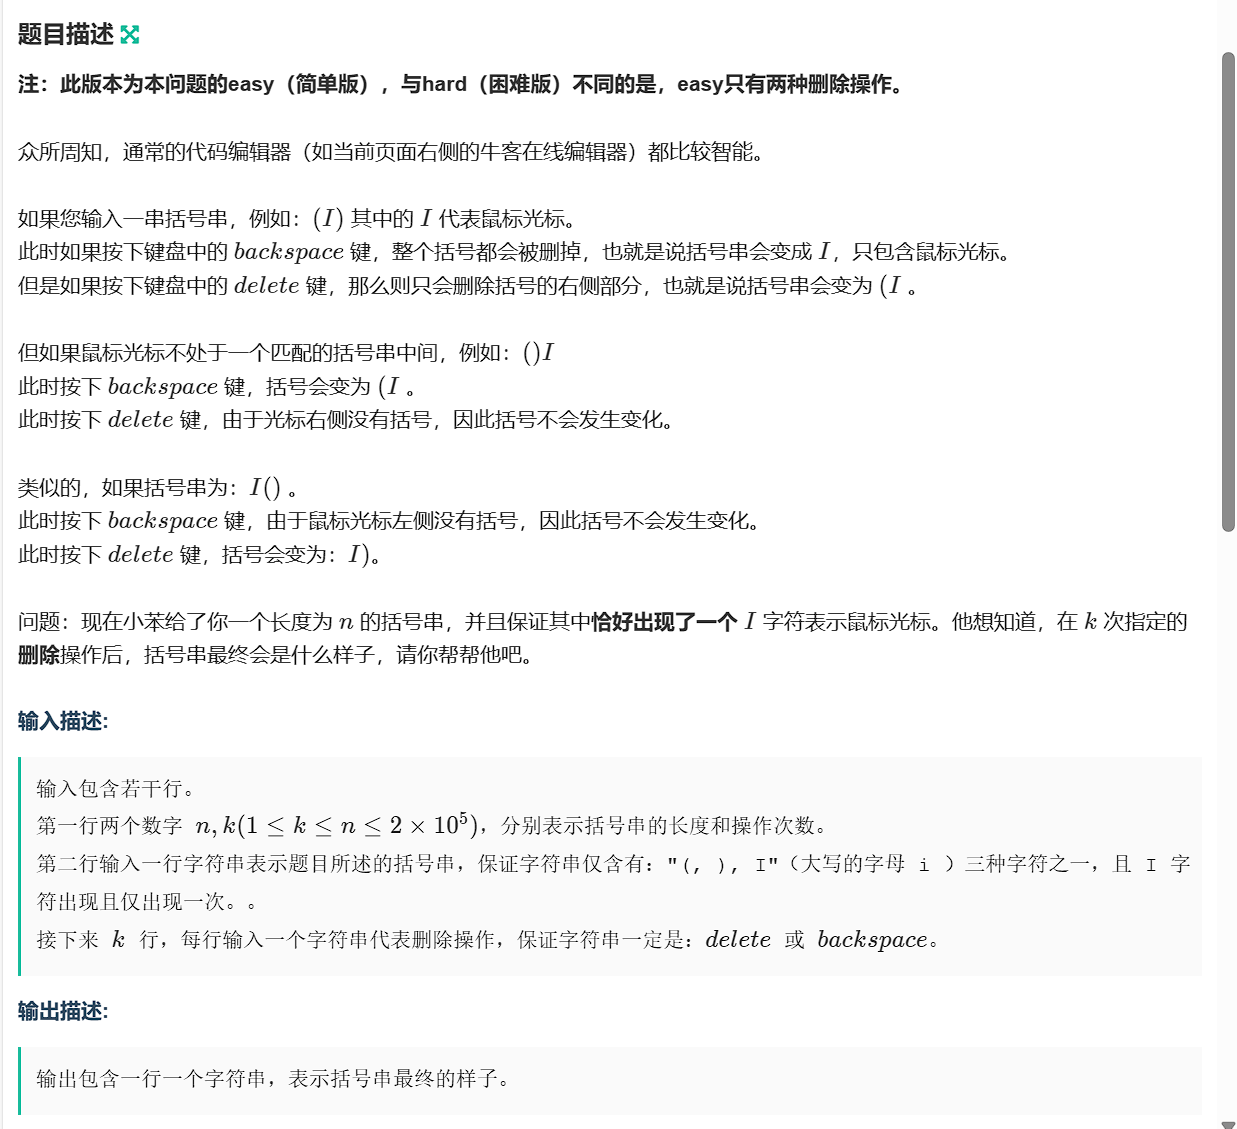 题目描述
注：此版本为本问题的easy（简单版），与hard（困难版）不同的是，easy只有两种删除操作。
众所周知，通常的代码编辑器（如当前页面右侧的牛客在线编辑器）都比较智能。
如果您输入一串括号串，例如：(I) 其中的 I 代表鼠标光标。
此时如果按下键盘中的 backspace 键，整个括号都会被删掉，也就是说括号串会变成 I，只包含鼠标光标。
但是如果按下键盘中的 delete 键，那么则只会删除括号的右侧部分，也就是说括号串会变为 (I 。
但如果鼠标光标不处于一个匹配的括号串中间，例如：()I
此时按下 backspace 键，括号会变为 (I 。
此时按下 delete 键，由于光标右侧没有括号，因此括号不会发生变化。
类似的，如果括号串为：I() 。
此时按下 backspace 键，由于鼠标光标左侧没有括号，因此括号不会发生变化。
此时按下 delete 键，括号会变为：I)。
问题：现在小苯给了你一个长度为 n 的括号串，并且保证其中恰好出现了一个 I 字符表示鼠标光标。他想知道，在 k 次指定的
删除操作后，括号串最终会是什么样子，请你帮帮他吧。
输入描述:
输入包含若干行。
第一行两个数字 n, k(1 ≤ k ≤ n ≤ 2 × 10⁵)，分别表示括号串的长度和操作次数。
第二行输入一行字符串表示题目所述的括号串，保证字符串仅含有："(, ), I"（大写的字母 i ）三种字符之一，且 I 字
符出现且仅出现一次。。
接下来 k 行，每行输入一个字符串代表删除操作，保证字符串一定是：delete 或 backspace。
输出描述:
输出包含一行一个字符串，表示括号串最终的样子。